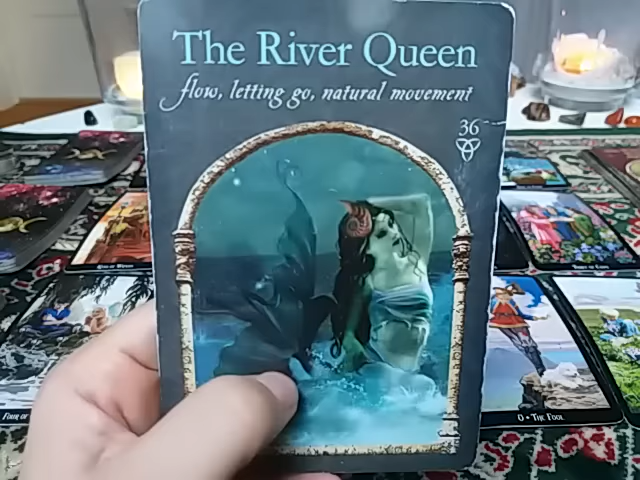 The River Queen
flow, letting go, natural movement
36
0 • The Fool